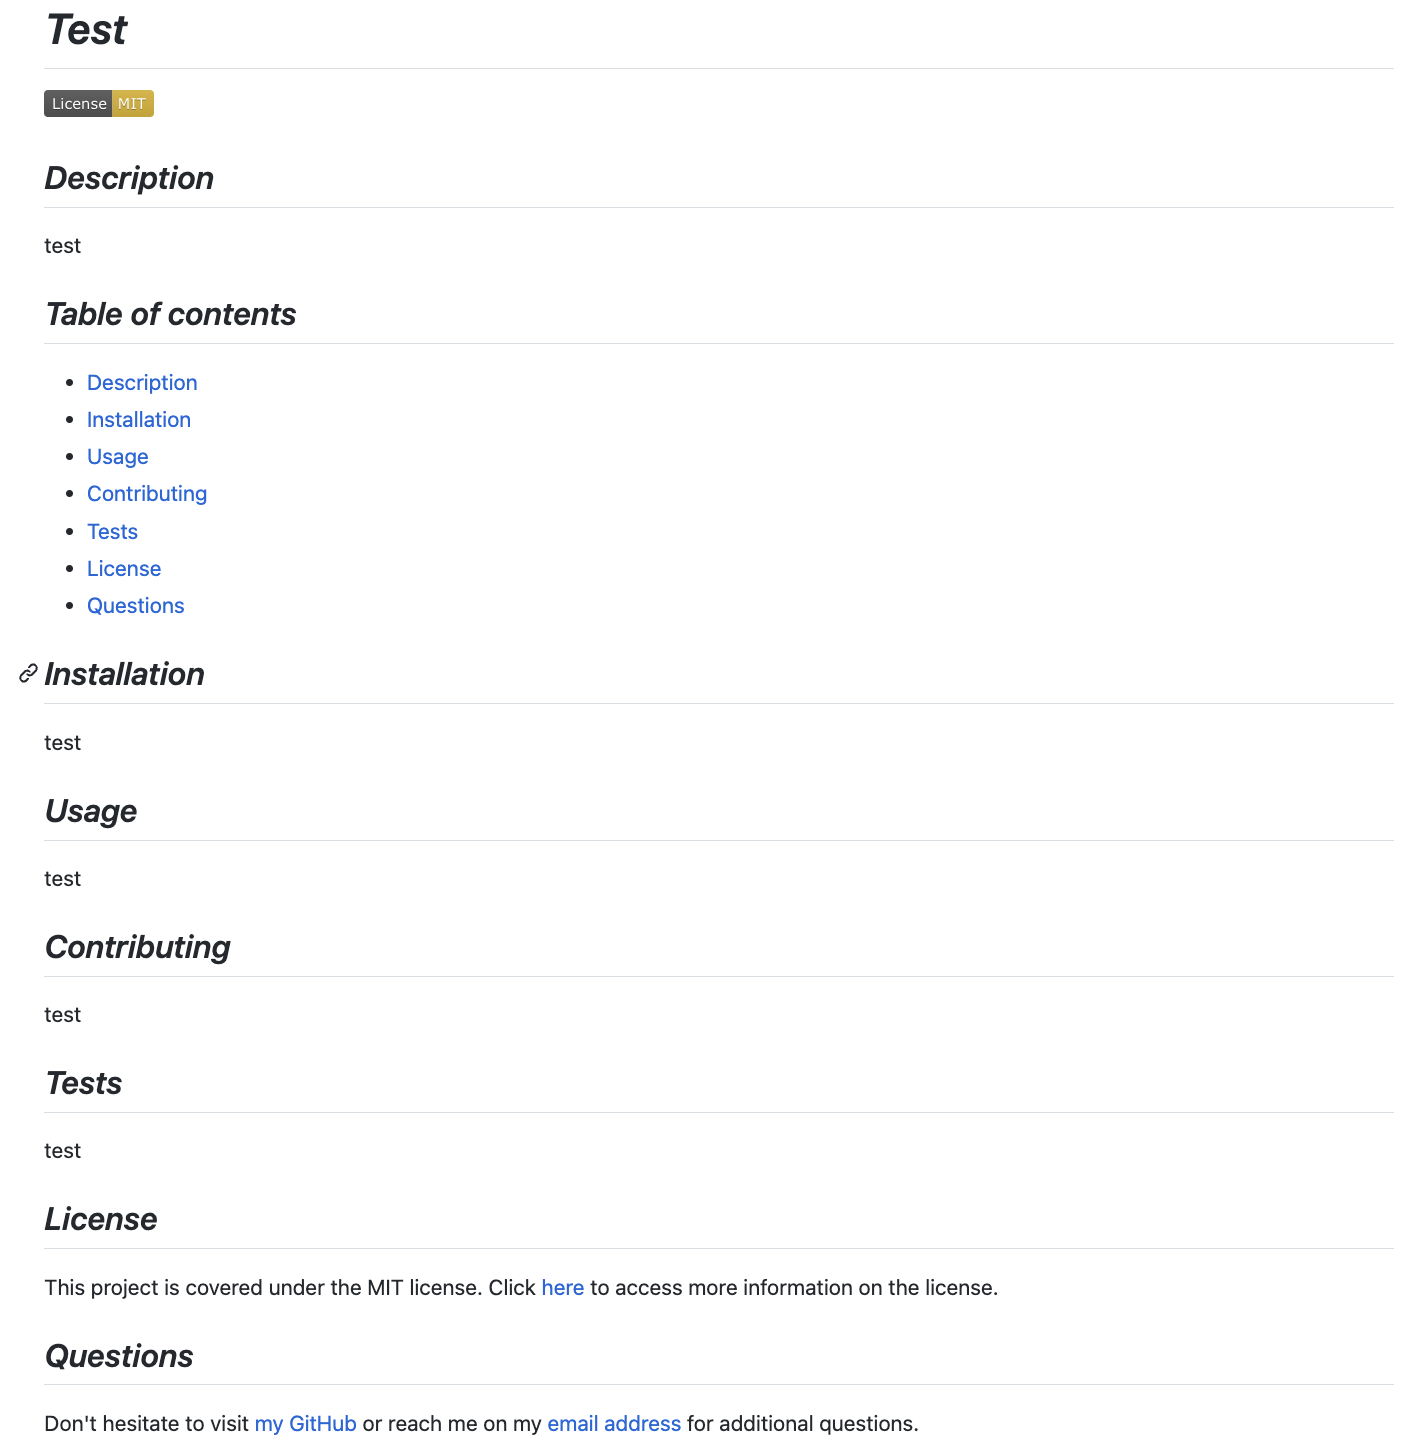 Test
License MIT
Description
test
Table of contents
Description
Installation
Usage
Contributing
Tests
License
Questions
Installation
test
Usage
test
Contributing
test
Tests
test
License
This project is covered under the MIT license. Click here to access more information on the license.
Questions
Don't hesitate to visit my GitHub or reach me on my email address for additional questions.